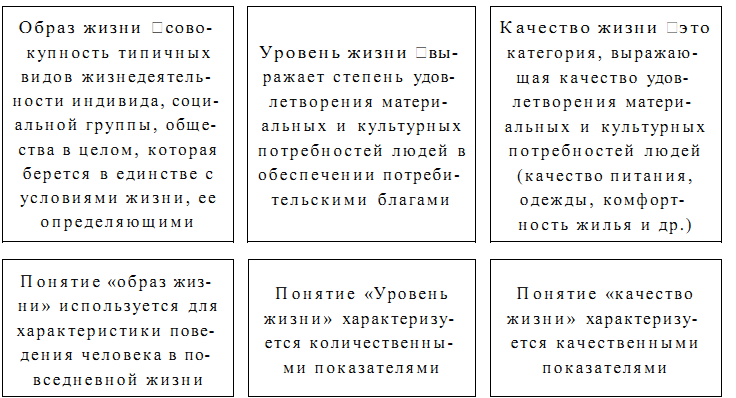 Образ жизни □сово-
купность типичных
видов жизнедеятель-
ности индивида, соци-
альной группы, обще-
ства в целом, которая
берется в единстве с
условиями жизни, ее
определяющими
Уровень жизни □вы-
ражает степень удов-
летворения матери-
альных и культурных
потребностей людей в
обеспечении потреби-
тельскими благами
Качество жизни □это
категория, выражаю-
щая качество удов-
летворения матери-
альных и культурных
потребностей людей
(качество питания,
одежды, комфорт-
ность жилья и др.)
Понятие «образ жиз-
ни» используется для
характеристики пове-
дения человека в по-
вседневной жизни
Понятие «Уровень
жизни» характеризу-
ется количественны-
ми показателями
Понятие «качество
жизни» характеризу-
ется качественными
показателями